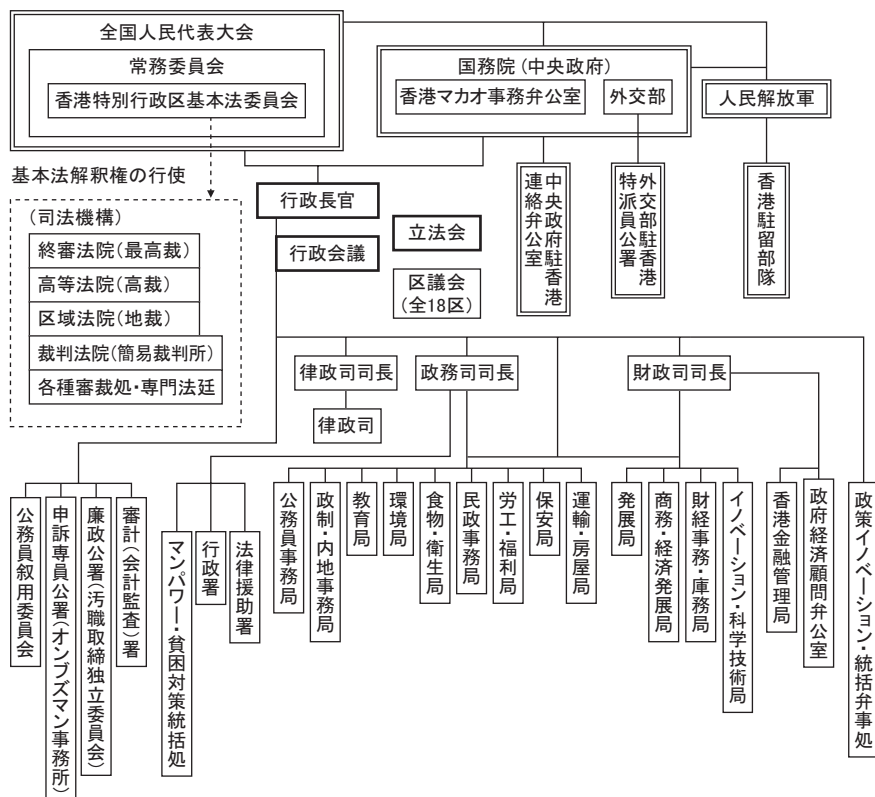 全国人民代表大会
常務委員会
香港特別行政区基本法委員会
国務院(中央政府)
香港マカオ事務弁公室
外交部
人民解放軍
中央政府駐香港
連絡弁公室
外交部駐香港
特派員公署
香港駐留部隊
基本法解釈権の行使
(司法機構)
終審法院(最高裁)
高等法院(高裁)
区域法院(地裁)
裁判法院(簡易裁判所)
各種審裁処・専門法廷
行政長官
行政会議
立法会
区議会
(全18区)
律政司司長
政務司司長
財政司司長
律政司
公務員叙用委員会
申訴専員公署(オンブズマン事務所)
廉政公署(汚職取締独立委員会)
審計(会計監査)署
マンパワー・貧困対策統括処
行政署
法律援助署
公務員事務局
政制・内地事務局
教育局
環境局
食物・衛生局
民政事務局
労工・福利局
保安局
運輸・房屋局
発展局
商務・経済発展局
財経事務・庫務局
イノベーション・科学技術局
香港金融管理局
政府経済顧問弁公室
政策イノベーション・統括弁事処